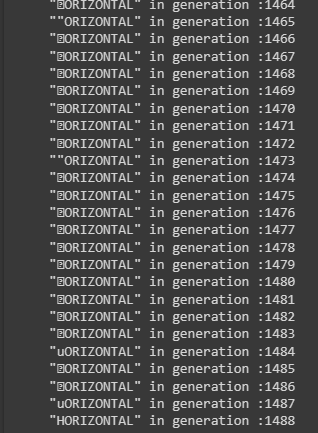 "ORIZONTAL" in generation :1464
""ORIZONTAL" in generation :1465
"ORIZONTAL" in generation :1466
"ORIZONTAL" in generation :1467
"ORIZONTAL" in generation :1468
"ORIZONTAL" in generation :1469
"ORIZONTAL" in generation :1470
"ORIZONTAL" in generation :1471
"ORIZONTAL" in generation :1472
""ORIZONTAL" in generation :1473
"ORIZONTAL" in generation :1474
"ORIZONTAL" in generation :1475
"ORIZONTAL" in generation :1476
"ORIZONTAL" in generation :1477
"ORIZONTAL" in generation :1478
"ORIZONTAL" in generation :1479
"ORIZONTAL" in generation :1480
"ORIZONTAL" in generation :1481
"ORIZONTAL" in generation :1482
"ORIZONTAL" in generation :1483
"uORIZONTAL" in generation :1484
"ORIZONTAL" in generation :1485
"ORIZONTAL" in generation :1486
"uORIZONTAL" in generation :1487
"HORIZONTAL" in generation :1488